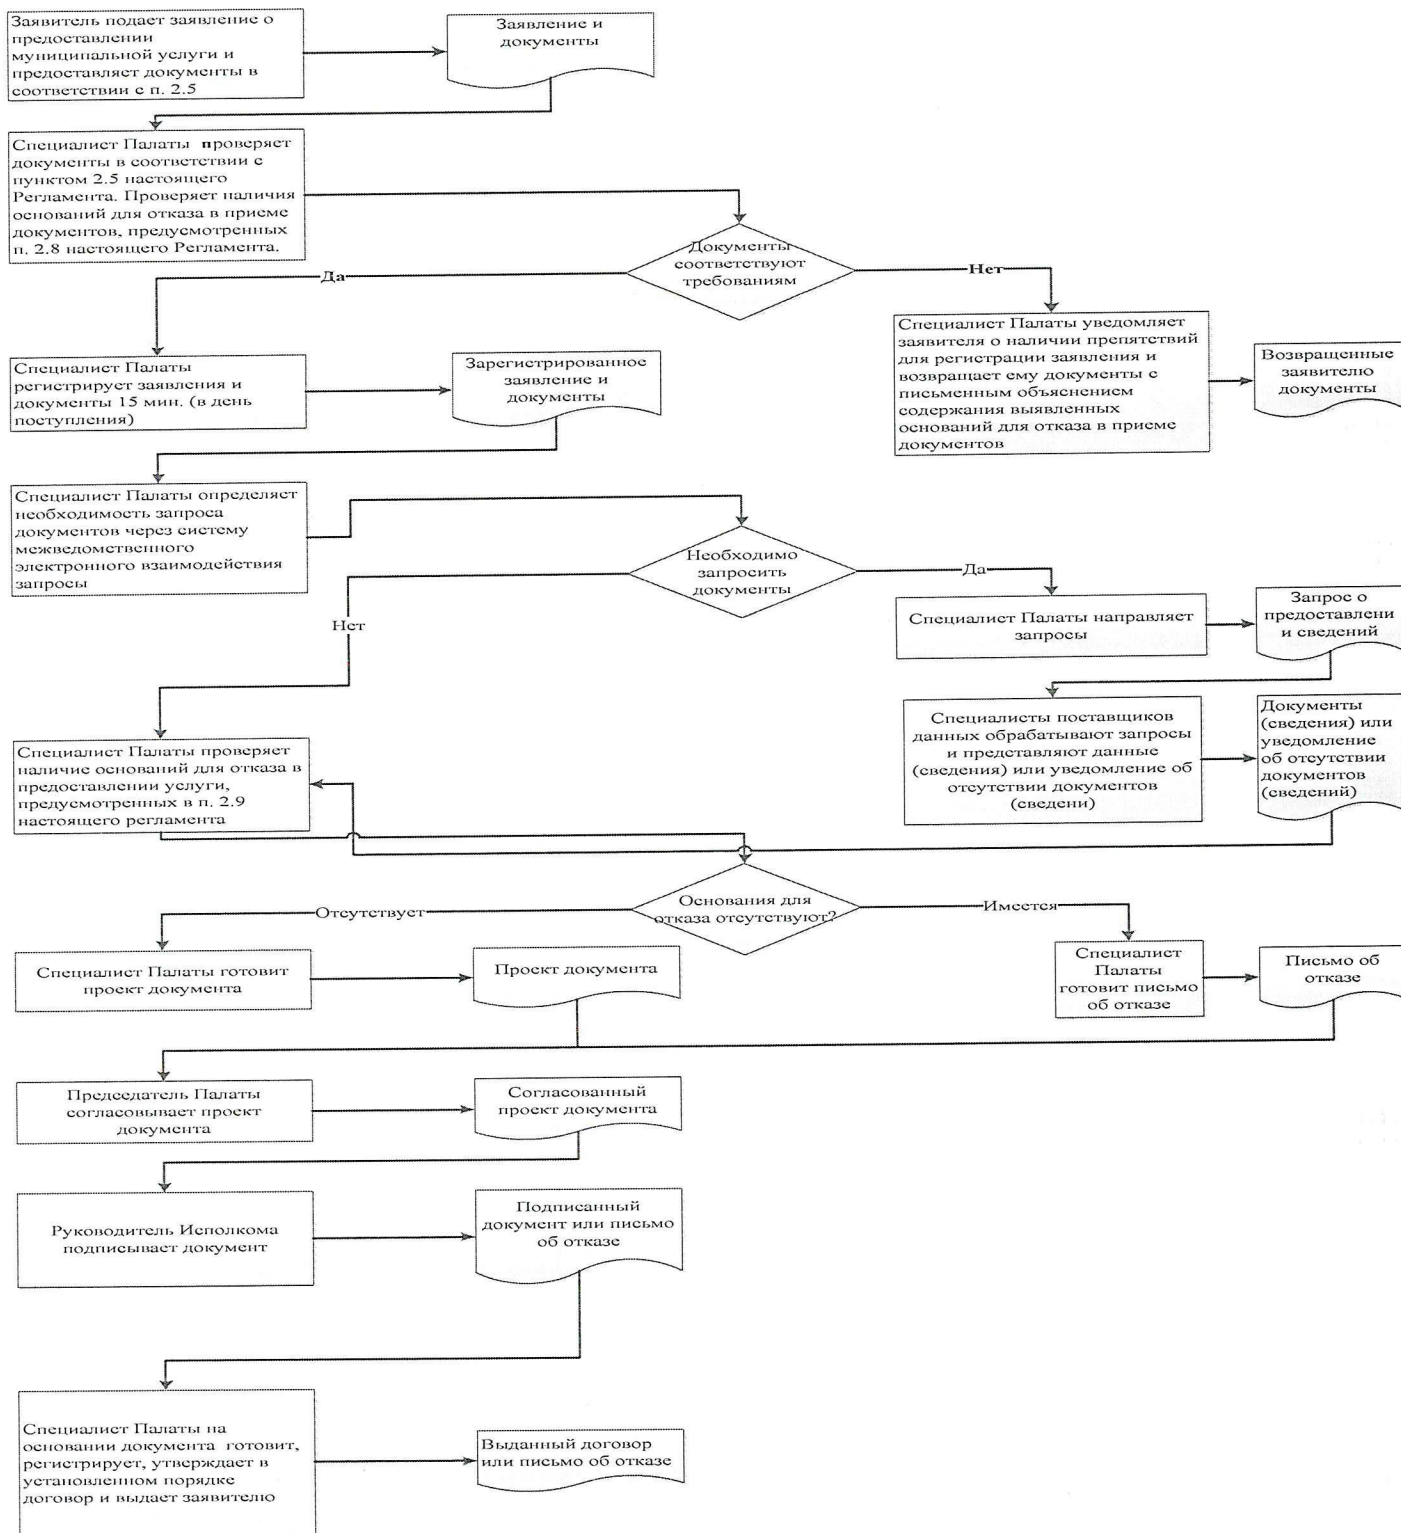 Заявитель подает заявление о
предоставлении
муниципальной услуги и
предоставляет документы в
соответствии с п. 2.5
Заявление и
документы
Специалист Палаты проверяет
документы в соответствии с
пунктом 2.5 настоящего
Регламента. Проверяет наличия
оснований для отказа в приеме
документов, предусмотренных
п. 2.8 настоящего Регламента.
Документы
соответствуют
требованиям
Да
Нет
Специалист Палаты
регистрирует заявления и
документы 15 мин. (в день
поступления)
Зарегистрированное
заявление и
документы
Специалист Палаты уведомляет
заявителя о наличии препятствий
для регистрации заявления и
возвращает ему документы с
письменным объяснением
содержания выявленных
оснований для отказа в приеме
документов
Возвращенные
заявителю
документы
Специалист Палаты определяет
необходимость запроса
документов через систему
межведомственного
электронного взаимодействия
запросы
Необходимо
запросить
документы
Да
Нет
Специалист Палаты направляет
запросы
Запрос о
предоставлени
и сведений
Специалисты поставщиков
данных обрабатывают запросы
и представляют данные
(сведения) или уведомление об
отсутствии документов
(сведени)
Документы
(сведения) или
уведомление
об отсутствии
документов
(сведений)
Специалист Палаты проверяет
наличие оснований для отказа в
предоставлении услуги,
предусмотренных в п. 2.9
настоящего регламента
Основания для
отказа отсутствуют?
Отсутствует
Имеется
Специалист Палаты готовит
проект документа
Проект документа
Специалист
Палаты
готовит письмо
об отказе
Письмо об
отказе
Председатель Палаты
согласовывает проект
документа
Согласованный
проект документа
Руководитель Исполкома
подписывает документ
Подписанный
документ или письмо
об отказе
Специалист Палаты на
основании документа готовит,
регистрирует, утверждает в
установленном порядке
договор и выдает заявителю
Выданный договор
или письмо об отказе